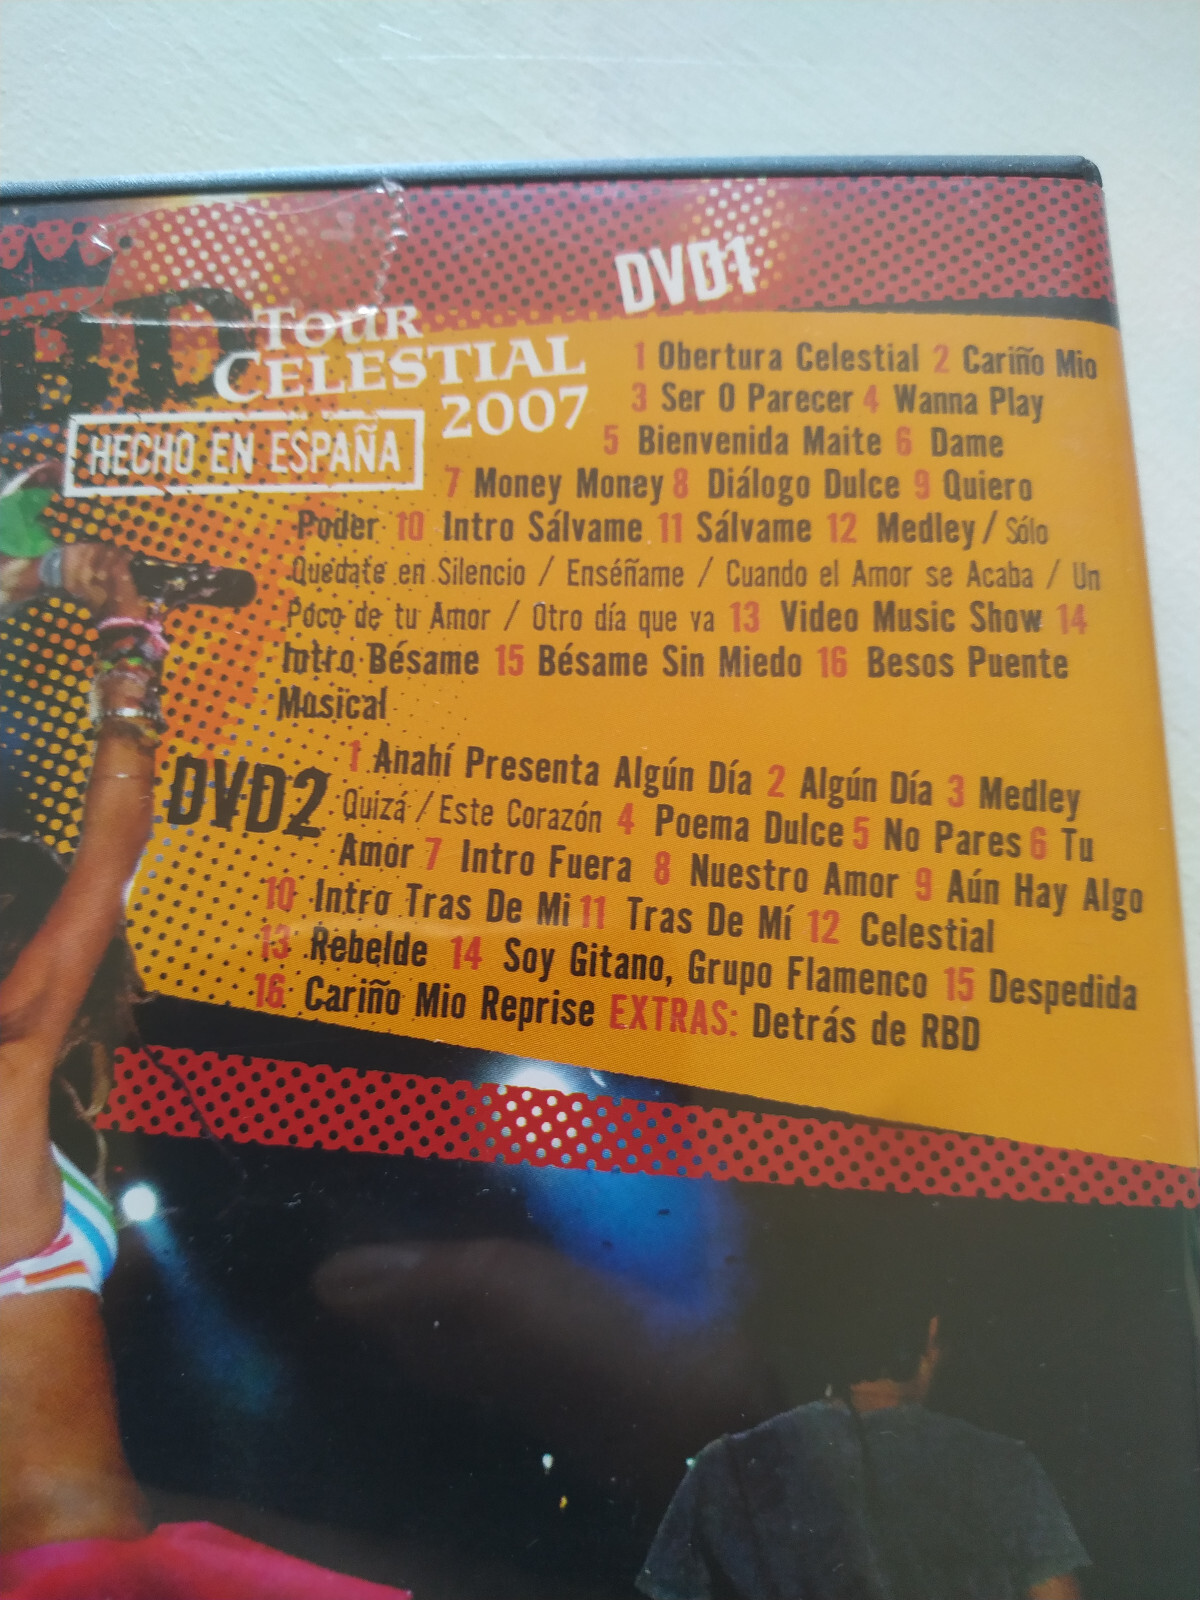 TOUR
CELESTIAL
2007
HECHO EN ESPAÑA
DVD1
1 Obertura Celestial 2 Cariño Mio
3 Ser O Parecer 4 Wanna Play
5 Bienvenida Maite 6 Dame
7 Money Money 8 Diálogo Dulce 9 Quiero
Poder 10 Intro Sálvame 11 Sálvame 12 Medley / Sólo
Quédate en Silencio / Enséñame / Cuando el Amor se Acaba / Un
Poco de tu Amor / Otro día que va 13 Video Music Show 14
Intro Bésame 15 Bésame Sin Miedo 16 Besos Puente
Musical
DVD2
1 Anahí Presenta Algún Día 2 Algún Día 3 Medley
Quizá / Este Corazón 4 Poema Dulce 5 No Pares 6 Tu
Amor 7 Intro Fuera 8 Nuestro Amor 9 Aún Hay Algo
10 Intro Tras De Mi 11 Tras De Mí 12 Celestial
13 Rebelde 14 Soy Gitano, Grupo Flamenco 15 Despedida
16 Cariño Mio Reprise EXTRAS: Detrás de RBD